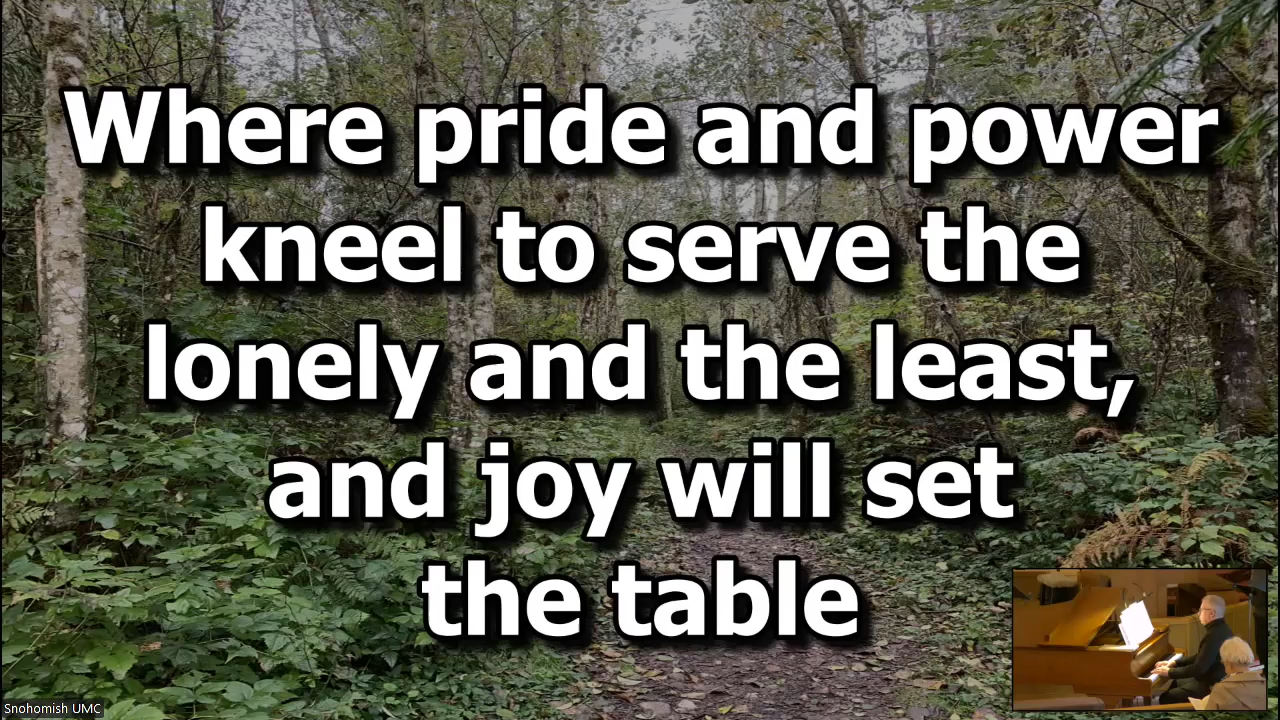 Where pride and power
kneel to serve the
lonely and the least,
and joy will set
the table
Snohomish UMC